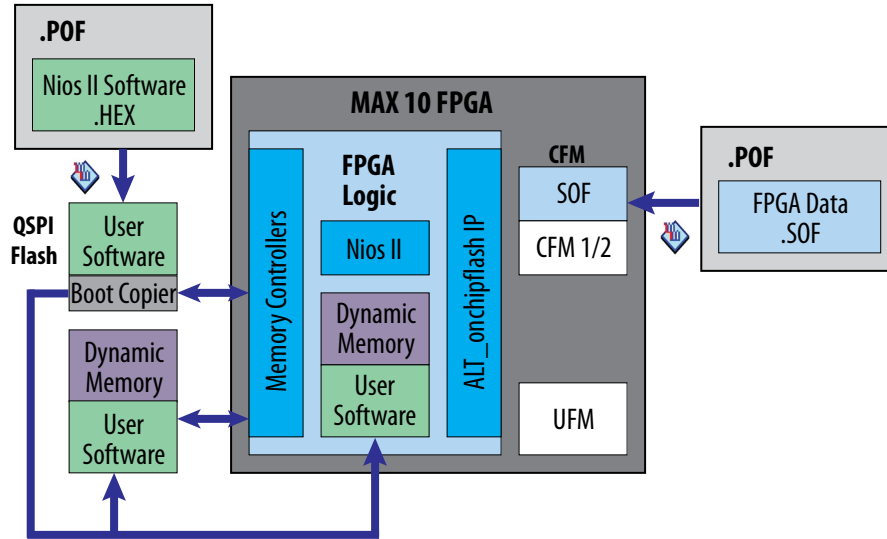 .POF
Nios II Software
.HEX
QSPI
Flash
User
Software
Boot Copier
Dynamic
Memory
User
Software
MAX 10 FPGA
Memory Controllers
FPGA
Logic
Nios II
Dynamic
Memory
User
Software
ALT_onchipflash IP
CFM
SOF
CFM 1/2
UFM
.POF
FPGA Data
.SOF